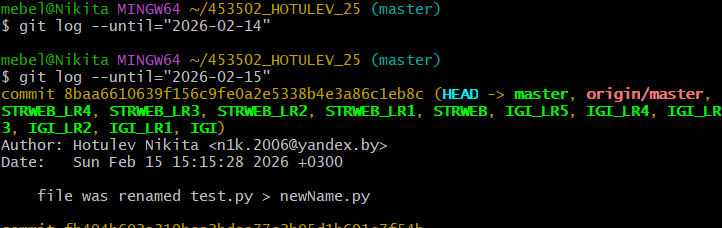 mebel@Nikita MINGW64 ~/453502_HOTULEV_25 (master)
$ git log --until="2026-02-14"
mebel@Nikita MINGW64 ~/453502_HOTULEV_25 (master)
$ git log --until="2026-02-15"
commit 8baa6610639f156c9fe0a2e5338b4e3a86c1eb8c (HEAD -> master, origin/master,
STRWEB_LR4, STRWEB_LR3, STRWEB_LR2, STRWEB_LR1, STRWEB, IGI_LR5, IGI_LR4, IGI_LR
3, IGI_LR2, IGI_LR1, IGI)
Author: Hotulev Nikita <n1k.2006@yandex.by>
Date:   Sun Feb 15 15:15:28 2026 +0300
file was renamed test.py > newName.py
commit